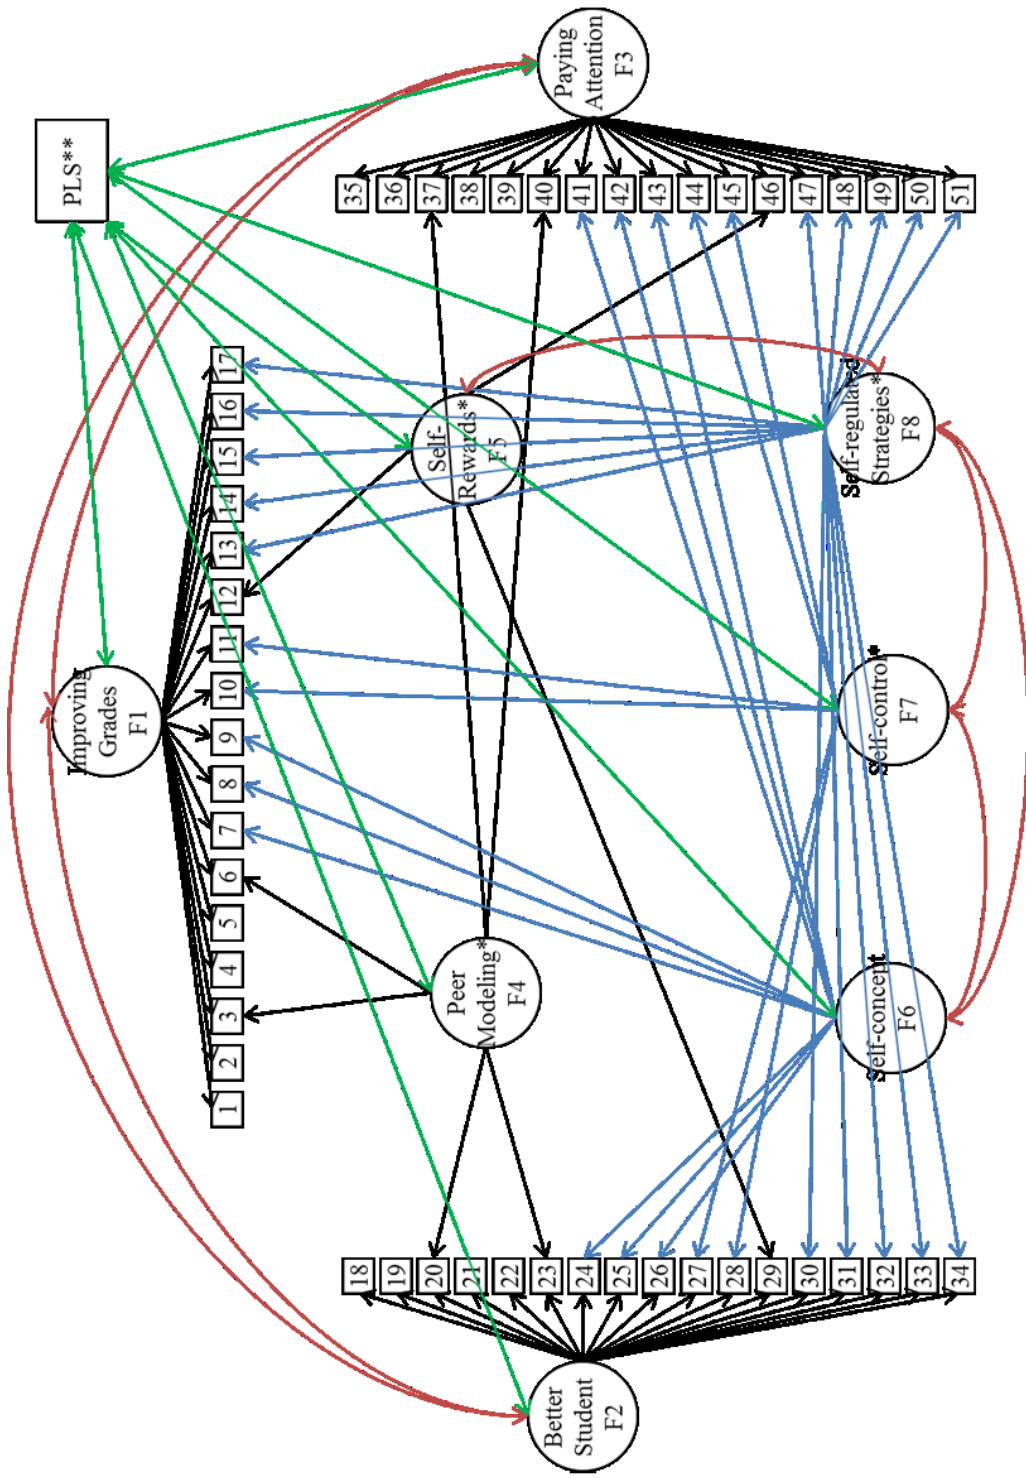 Improving
Grades
F1
PLS**
1
2
3
4
5
6
7
8
9
10
11
12
13
14
15
16
17
Better
Student
F2
18
19
20
21
22
23
24
25
26
27
28
29
30
31
32
33
34
Peer
Modeling*
F4
Self-
Rewards*
F5
Paying
Attention
F3
35
36
37
38
39
40
41
42
43
44
45
46
47
48
49
50
51
Self-concept
F6
Self-control*
F7
Self-regulated
Strategies*
F8